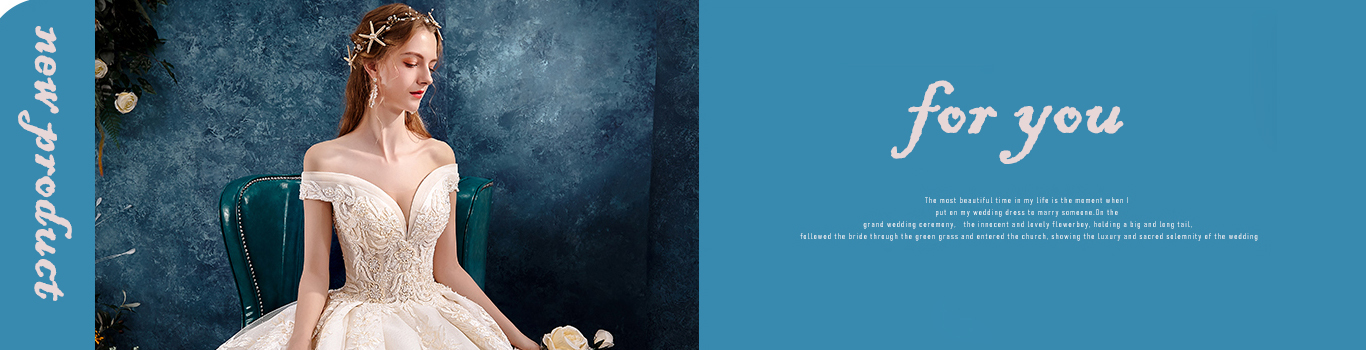 new product
for you
The most beautiful time in my life is the moment when I
put on my wedding dress to marry someone.On the
grand wedding ceremony, the innocent and lovely flowerboy, holding a big and long tail,
followed the bride through the green grass and entered the church, showing the luxury and sacred solemnity of the wedding